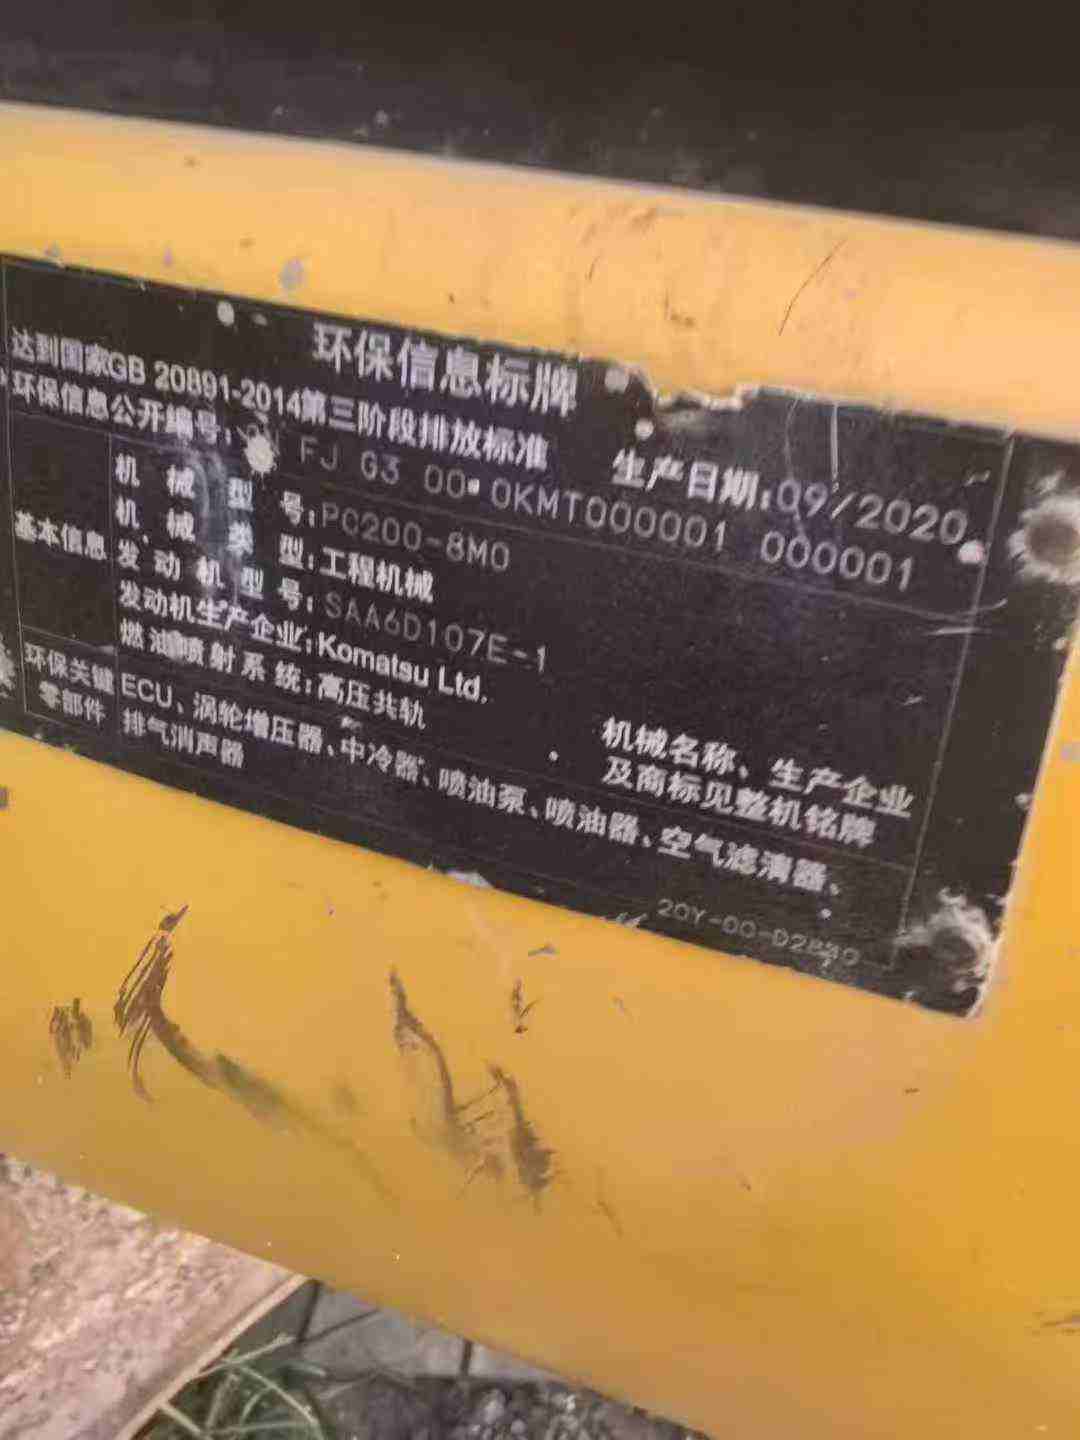 环保信息标牌
达到国家GB 20891-2014第三阶段排放标准 生产日期:09/2020
环保信息公开编号: FJ G3 00 0KMT000001 000001
基本信息
机械型号:PC200-8M0
机械类型:工程机械
发动机型号:SAA6D107E-1
发动机生产企业:Komatsu Ltd.
燃油喷射系统:高压共轨
机械名称、生产企业
及商标见整机铭牌
环保关键
零部件
ECU、涡轮增压器、中冷器、喷油泵、喷油器、空气滤清器、
排气消声器